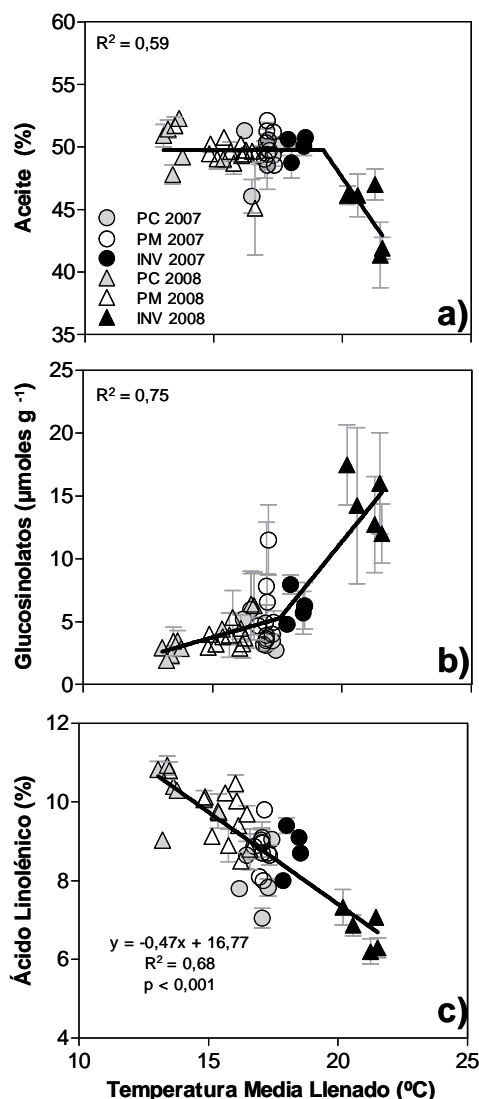 60
R² = 0,59
55
50
45
40
35
Aceite (%)
PC 2007
PM 2007
INV 2007
PC 2008
PM 2008
INV 2008
a)
25
R² = 0,75
20
15
10
5
0
Glucosinolatos (µmoles g ⁻¹)
b)
12
10
8
6
4
Ácido Linolénico (%)
y = -0,47x + 16,77
R² = 0,68
p < 0,001
c)
10 15 20 25
Temperatura Media Llenado (ºC)